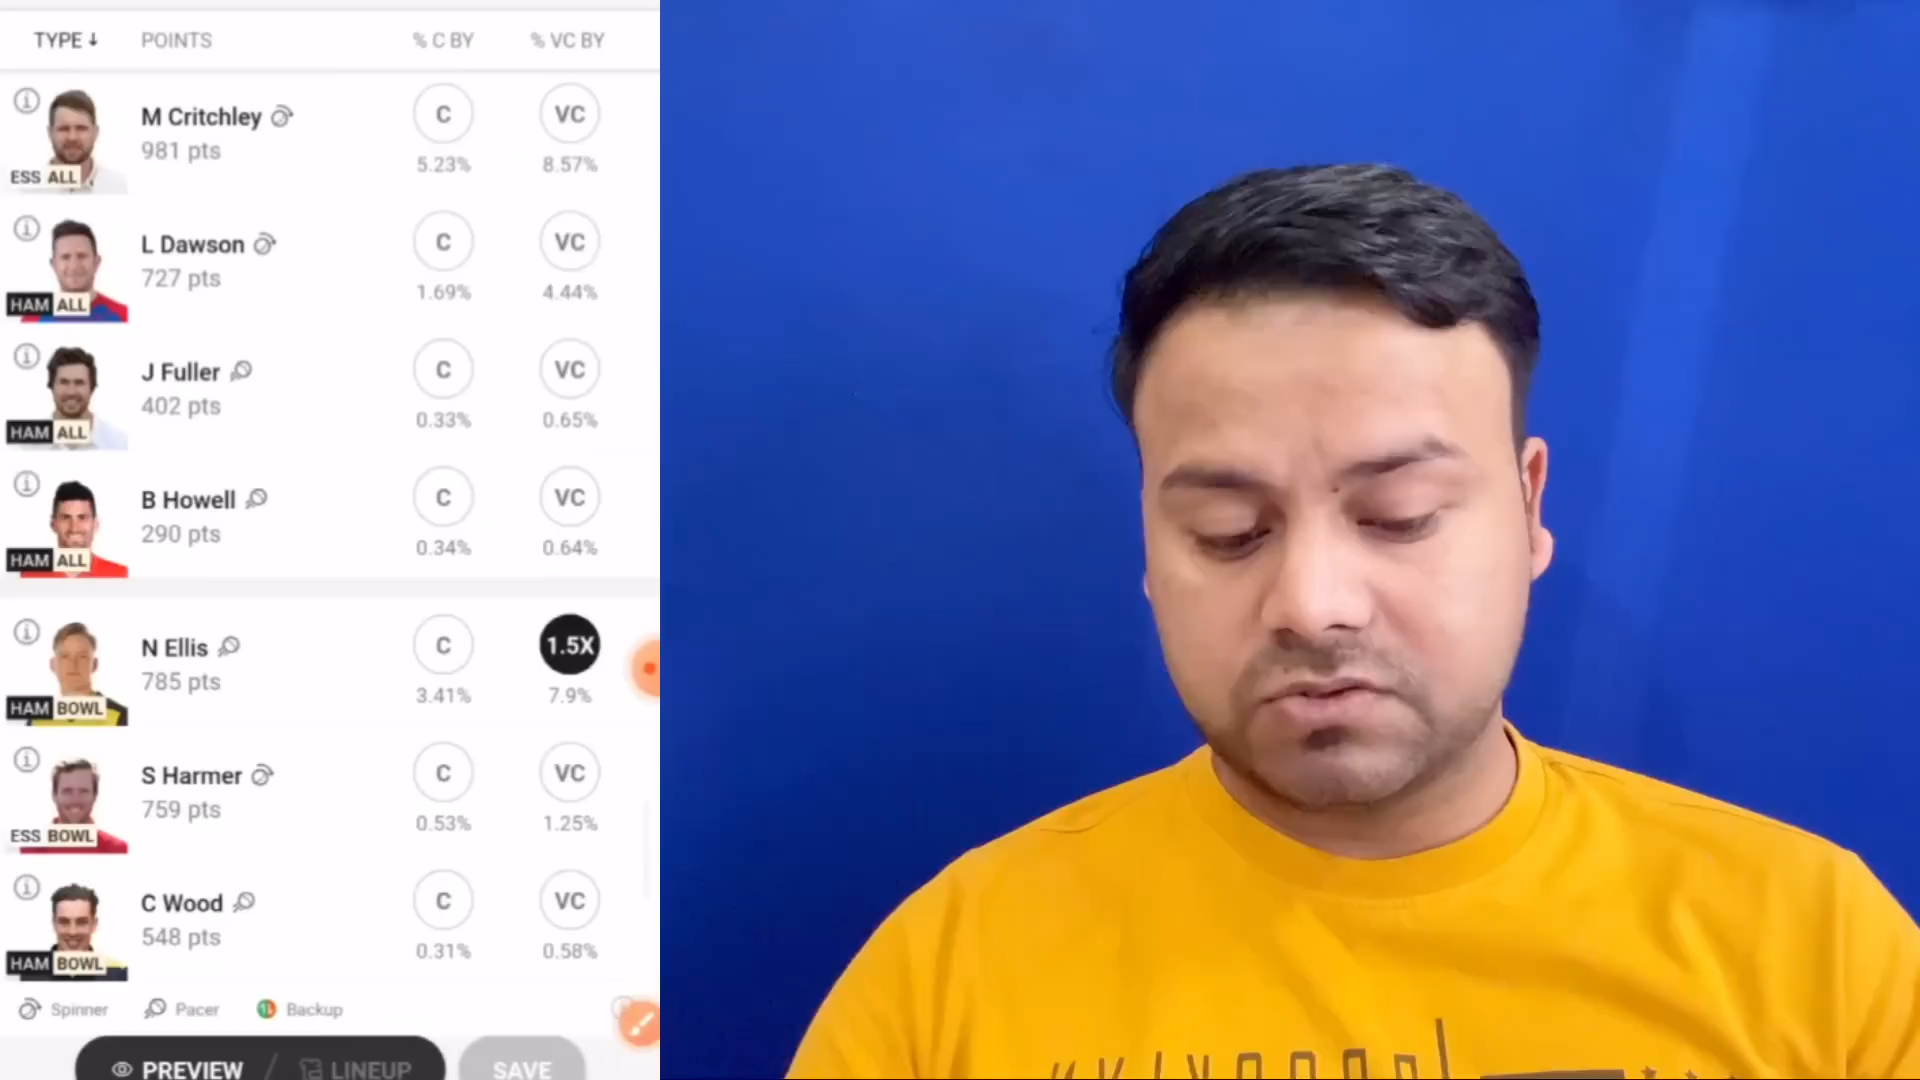 TYPE ↓ POINTS % C BY % VC BY
M Critchley C VC
981 pts
ESS ALL 5.23% 8.57%
L Dawson C VC
727 pts
HAM ALL 1.69% 4.44%
J Fuller C VC
402 pts
HAM ALL 0.33% 0.65%
B Howell C VC
290 pts
HAM ALL 0.34% 0.64%
N Ellis C 1.5X
785 pts
HAM BOWL 3.41% 7.9%
S Harmer C VC
759 pts
ESS BOWL 0.53% 1.25%
C Wood C VC
548 pts
HAM BOWL 0.31% 0.58%
Spinner Pacer Backup
PREVIEW / LINEUP SAVE